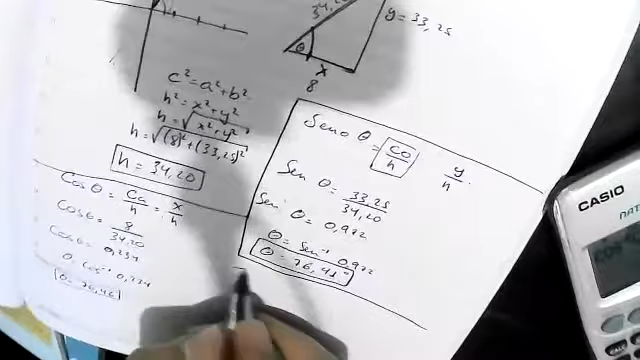 34,20
y = 33,25
θ
x
8
c² = a² + b²
h² = x² + y²
h = √x² + y²
h = √(8)² + (33,25)²
h = 34,20
Seno θ = co/h y/h
Sen θ = 33,25/34,20
Sen θ = 0,972
θ = Sen⁻¹ 0,972
θ = 76,41°
Cos θ = Ca/h = x/h
Cos θ = 8/34,20
Cos θ = 0,234
θ cos⁻¹ 0,234
θ = 76,46
CASIO